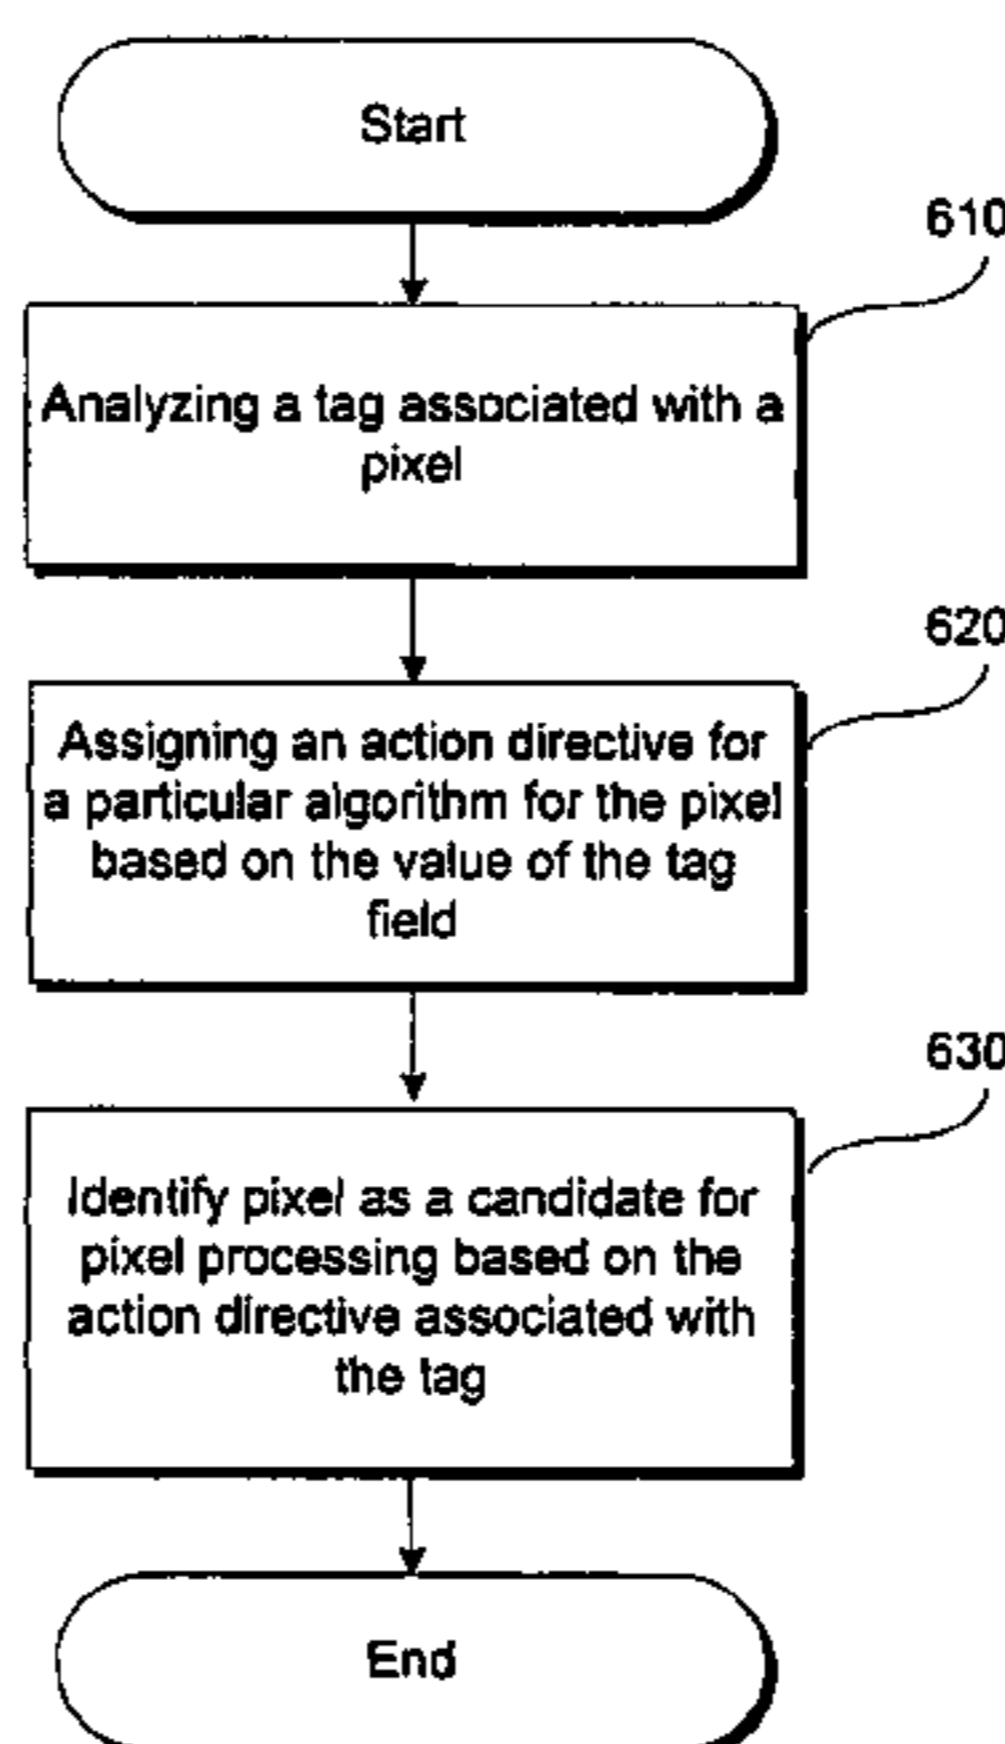 Start
610
Analyzing a tag associated with a
pixel
620
Assigning an action directive for
a particular algorithm for the pixel
based on the value of the tag
field
630
Identify pixel as a candidate for
pixel processing based on the
action directive associated with
the tag
End